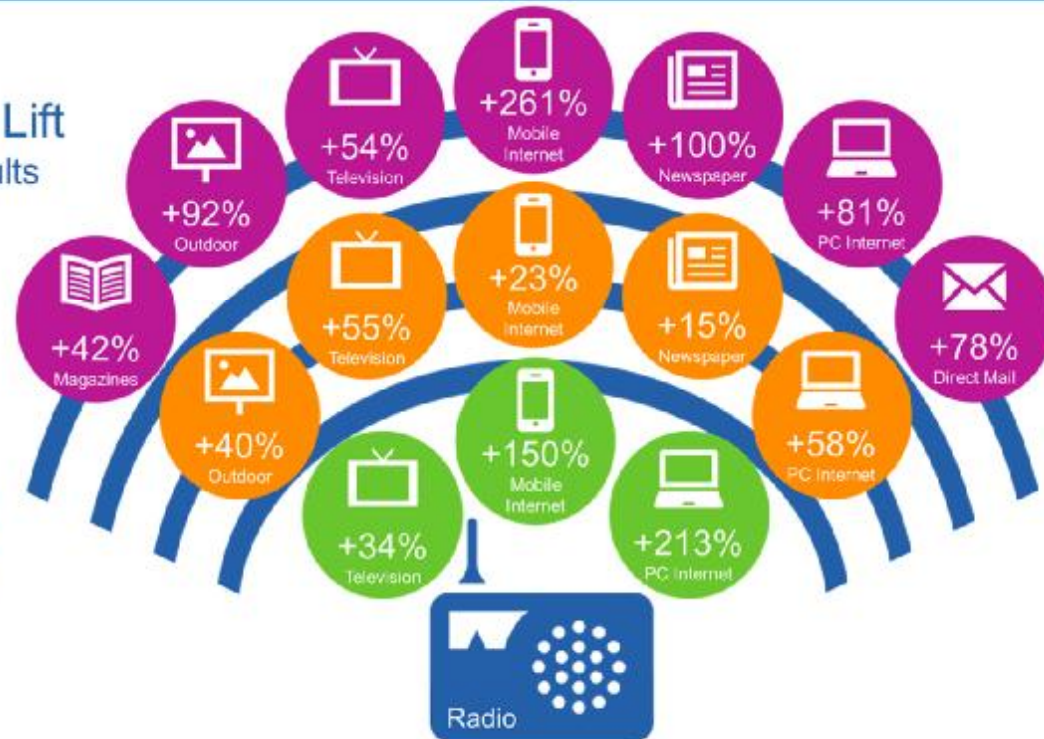 Lift
ults
+261%
Mobile
Internet
+54%
Television
+100%
Newspaper
+92%
Outdoor
+81%
PC Internet
+42%
Magazines
+78%
Direct Mail
+23%
Mobile
Internet
+55%
Television
+15%
Newspaper
+40%
Outdoor
+58%
PC Internet
+150%
Mobile
Internet
+34%
Television
+213%
PC Internet
Radio